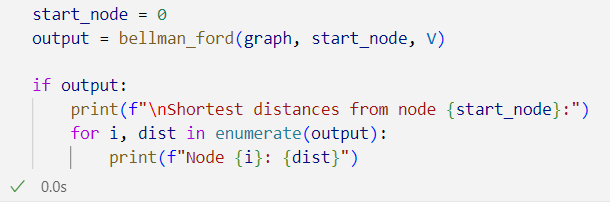 start_node = 0
output = bellman_ford(graph, start_node, V)
if output:
    print(f"\nShortest distances from node {start_node}:")
    for i, dist in enumerate(output):
        print(f"Node {i}: {dist}")
✓ 0.0s